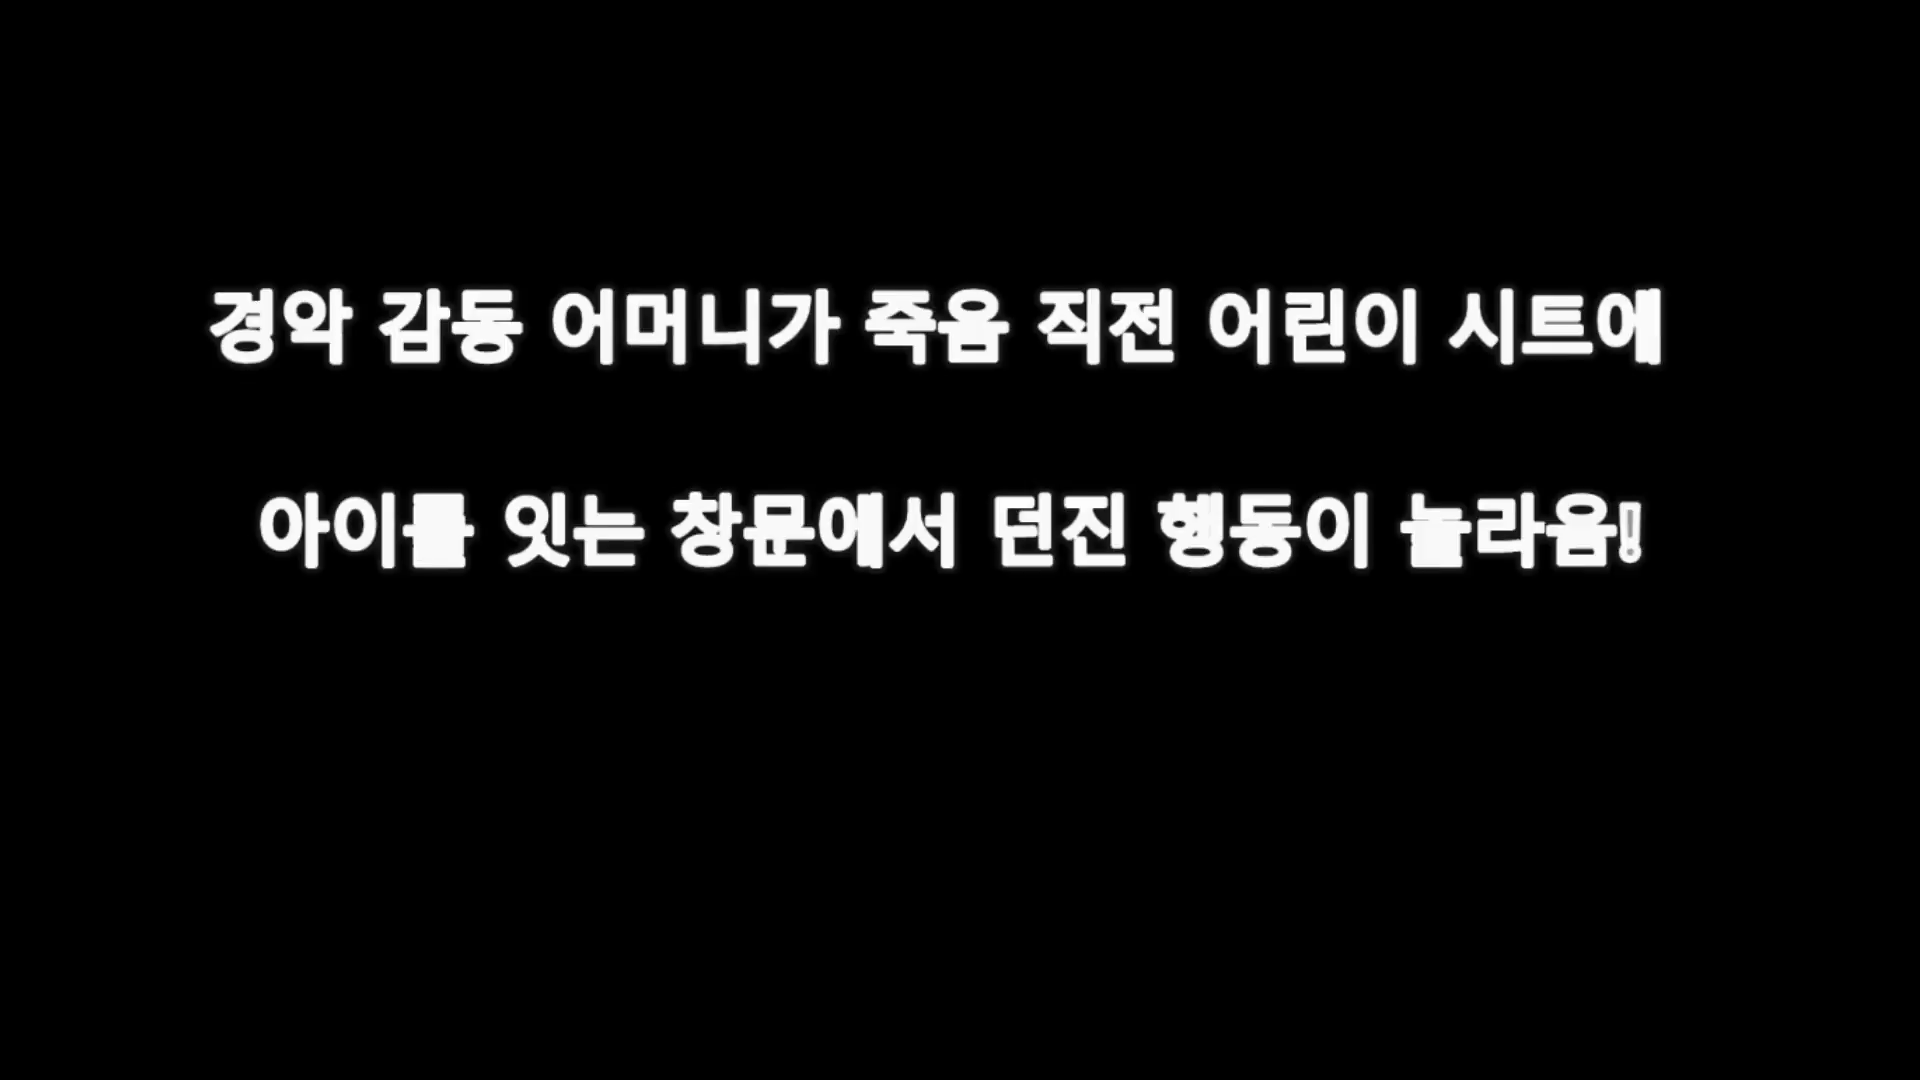 경악 감동 어머니가 죽음 직전 어린이 시트에
아이를 잇는 창문에서 던진 행동이 놀라움!